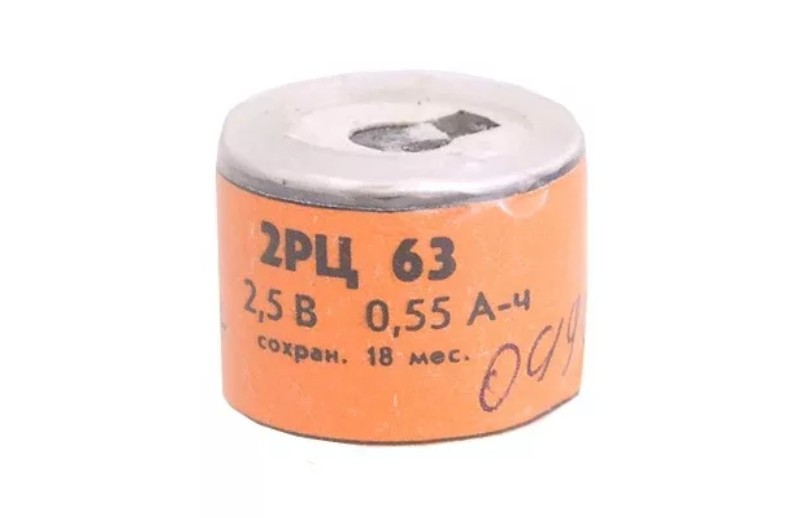 2РЦ 63
2,5 В 0,55 А-ч
сохран. 18 мес.